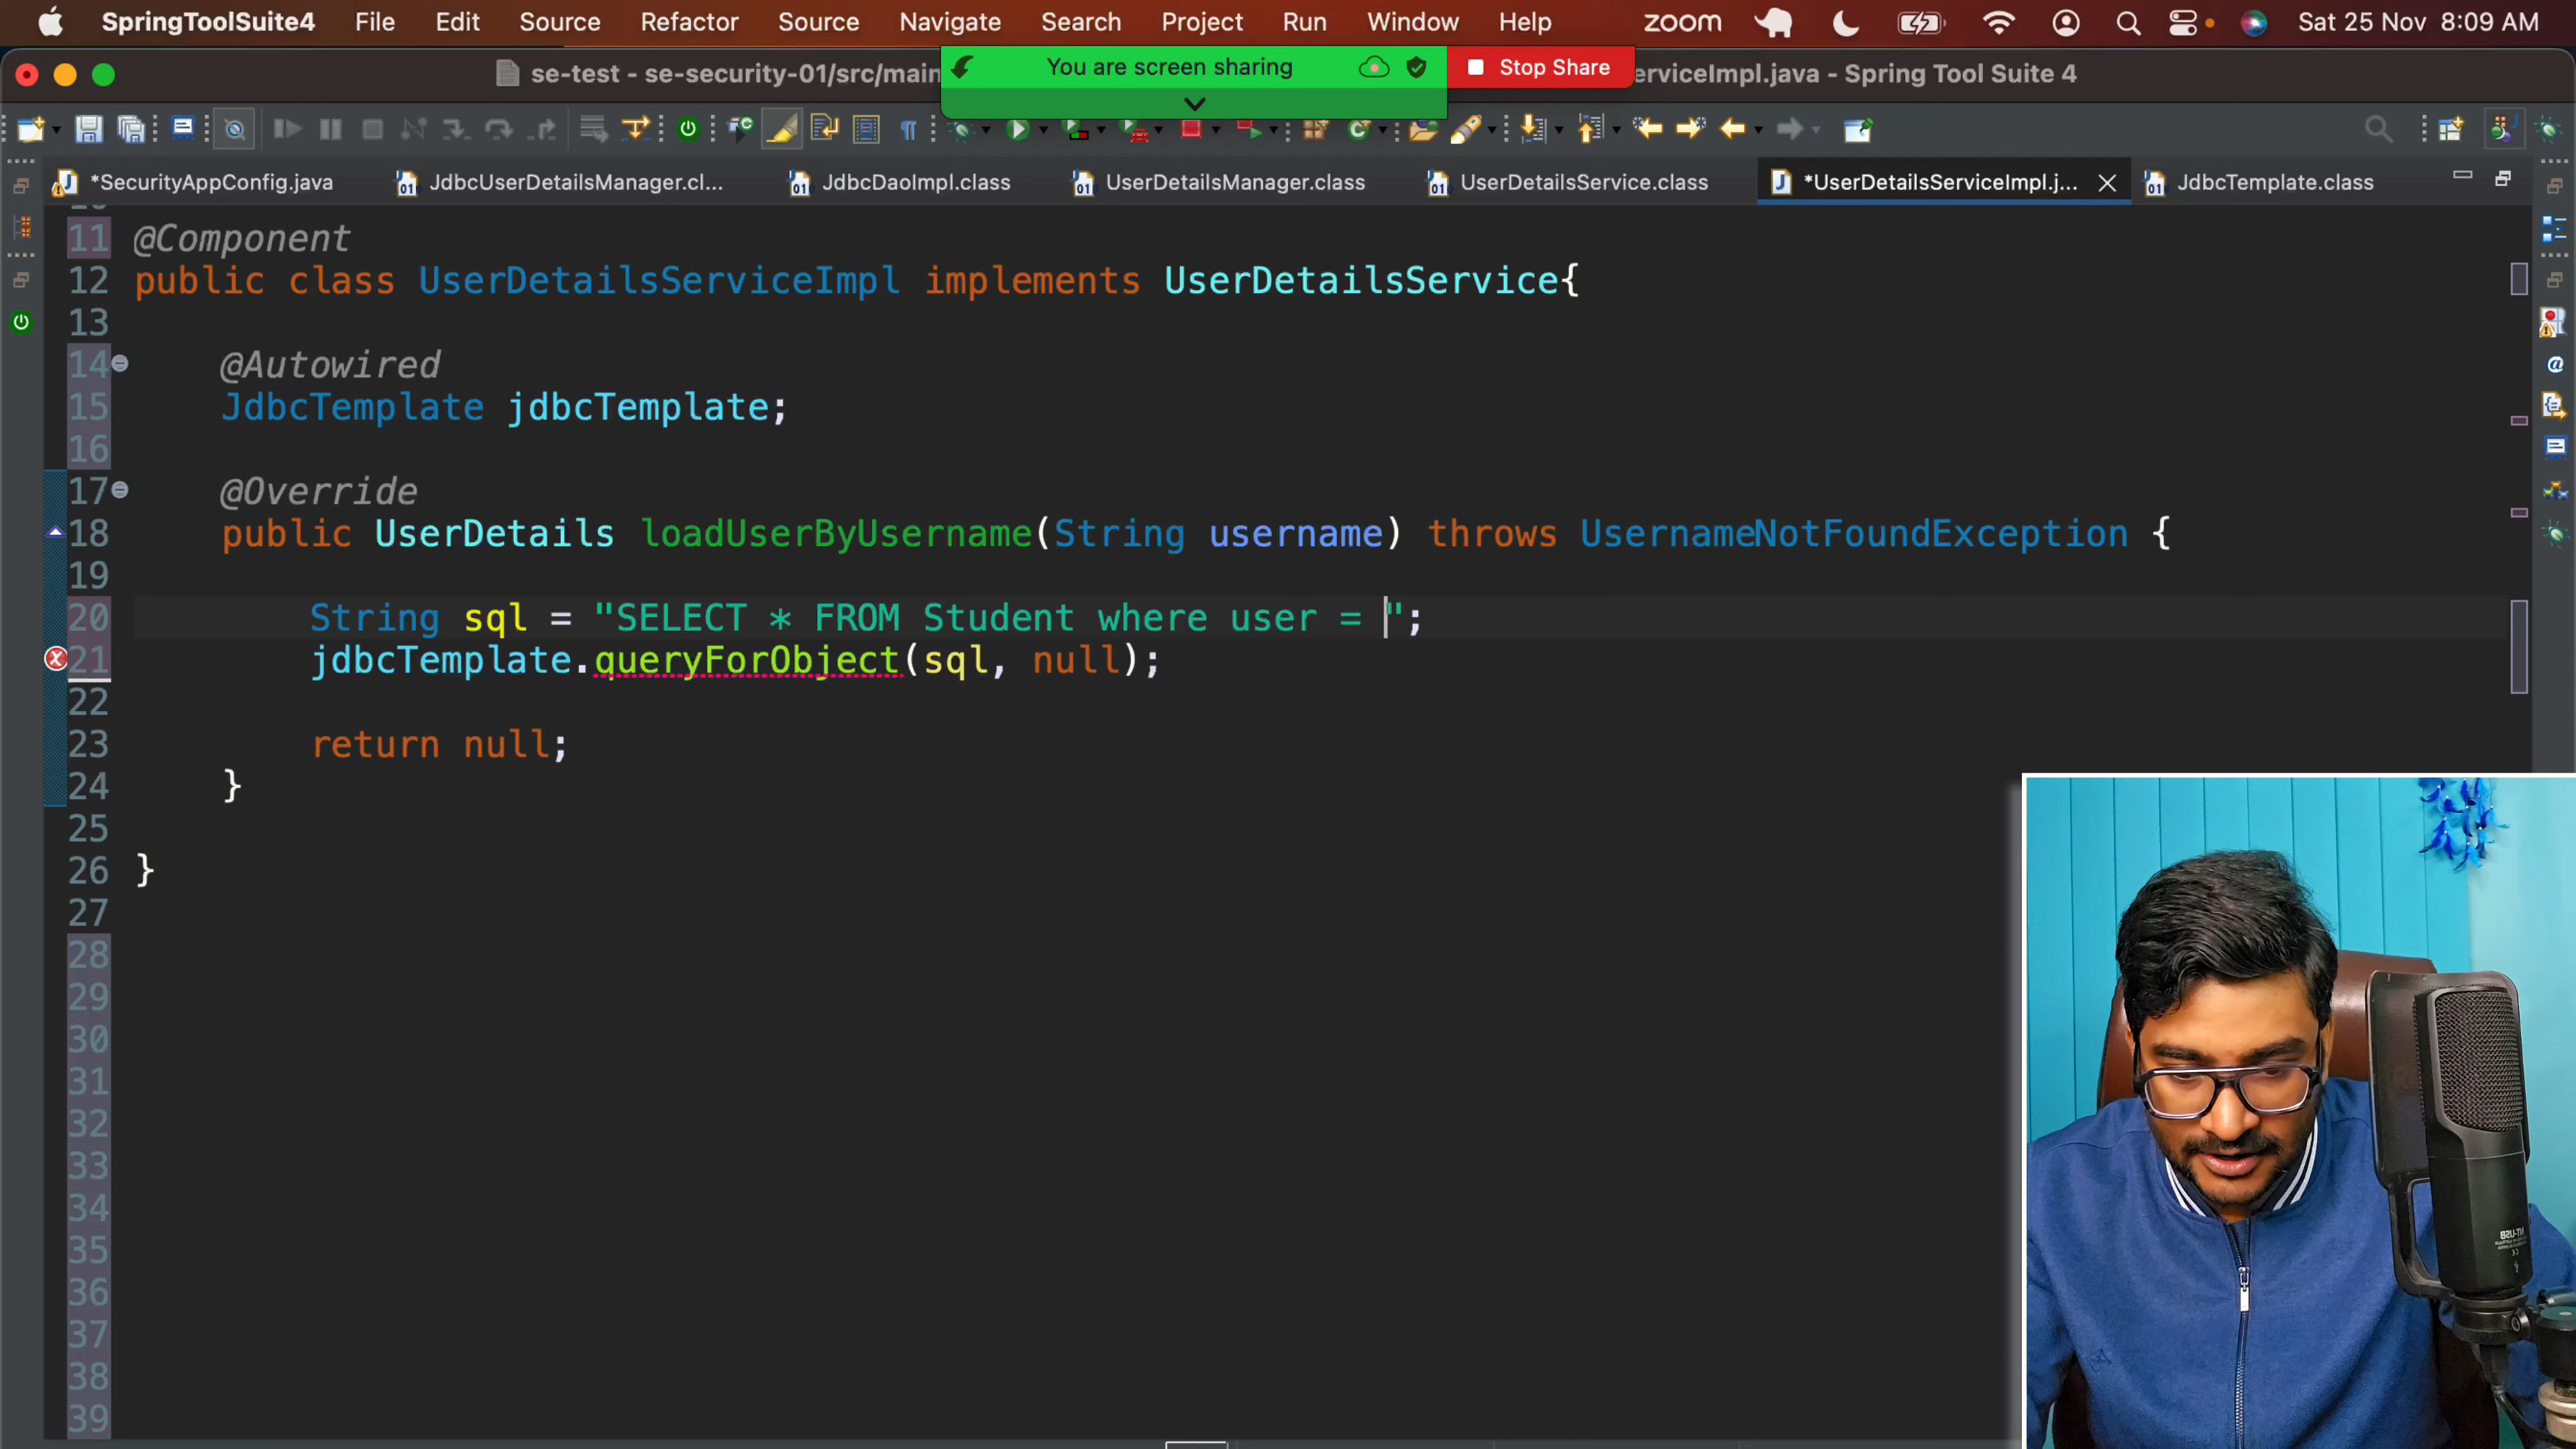 SpringToolSuite4 File Edit Source Refactor Source Navigate Search Project Run Window Help zoom Sat 25 Nov 8:09 AM
se-test - se-security-01/src/main You are screen sharing Stop Share erviceImpl.java - Spring Tool Suite 4
*SecurityAppConfig.java JdbcUserDetailsManager.cl... JdbcDaoImpl.class UserDetailsManager.class UserDetailsService.class *UserDetailsServiceImpl.j... JdbcTemplate.class
11 @Component
12 public class UserDetailsServiceImpl implements UserDetailsService{
13
14 @Autowired
15 JdbcTemplate jdbcTemplate;
16
17 @Override
18 public UserDetails loadUserByUsername(String username) throws UsernameNotFoundException {
19
20 String sql = "SELECT * FROM Student where user = ";
21 jdbcTemplate.queryForObject(sql, null);
22
23 return null;
24 }
25
26 }
27
28
29
30
31
32
33
34
35
36
37
38
39
NT-USB